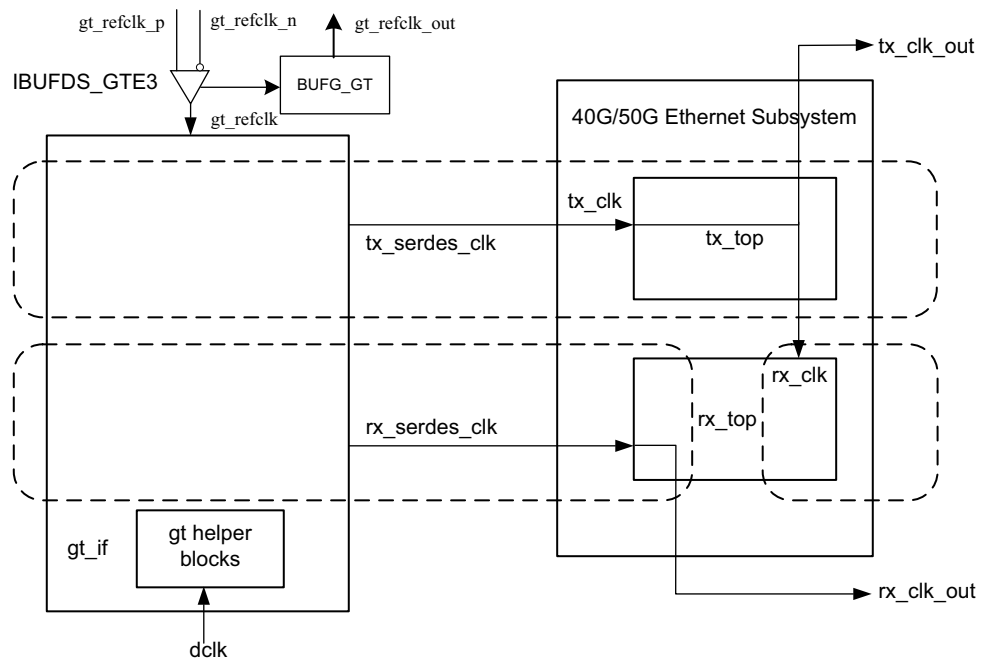 gt_refclk_p
gt_refclk_n
gt_refclk_out
tx_clk_out
IBUFDS_GTE3
BUFG_GT
gt_refclk
40G/50G Ethernet Subsystem
tx_clk
tx_top
tx_serdes_clk
rx_clk
rx_top
rx_serdes_clk
gt_if
gt helper
blocks
rx_clk_out
dclk